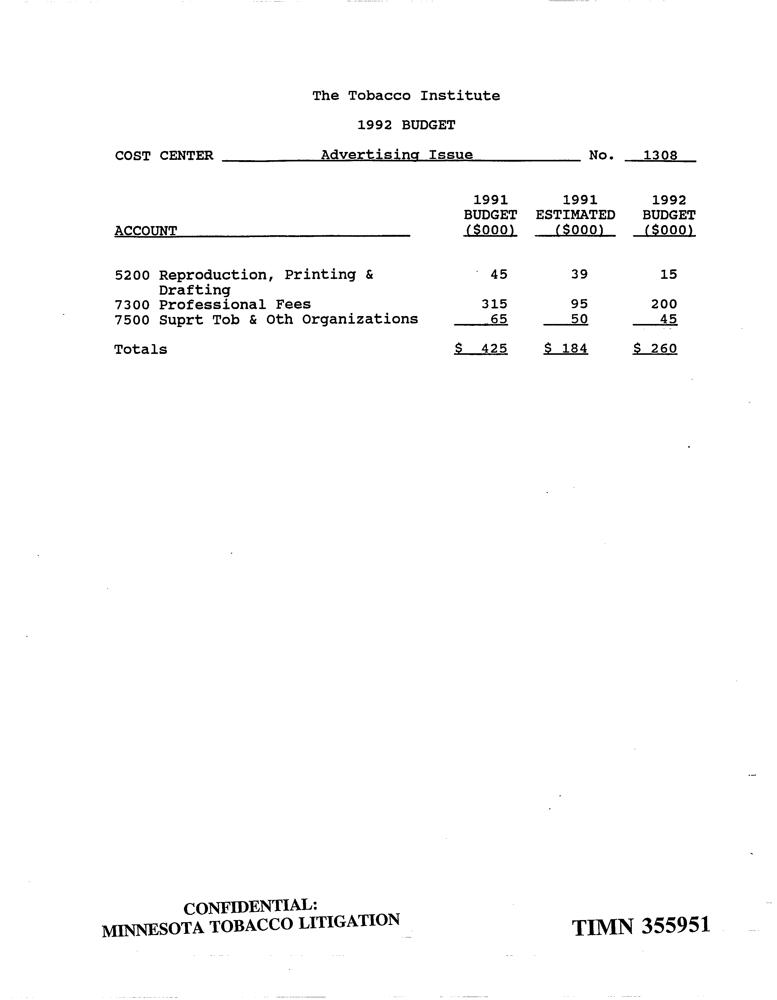 The Tobacco Institute
1992 BUDGET
COST CENTER Advertising Issue No. 1308
1991 1991 1992
BUDGET ESTIMATED BUDGET
ACCOUNT ($000) ($000) ($000)
5200 Reproduction, Printing & 45 39 15
Drafting
7300 Professional Fees 315 95 200
7500 Suprt Tob & Oth Organizations 65 50 45
Totals $ 425 $ 184 $ 260
CONFIDENTIAL:
MINNESOTA TOBACCO LITIGATION
TIMN 355951